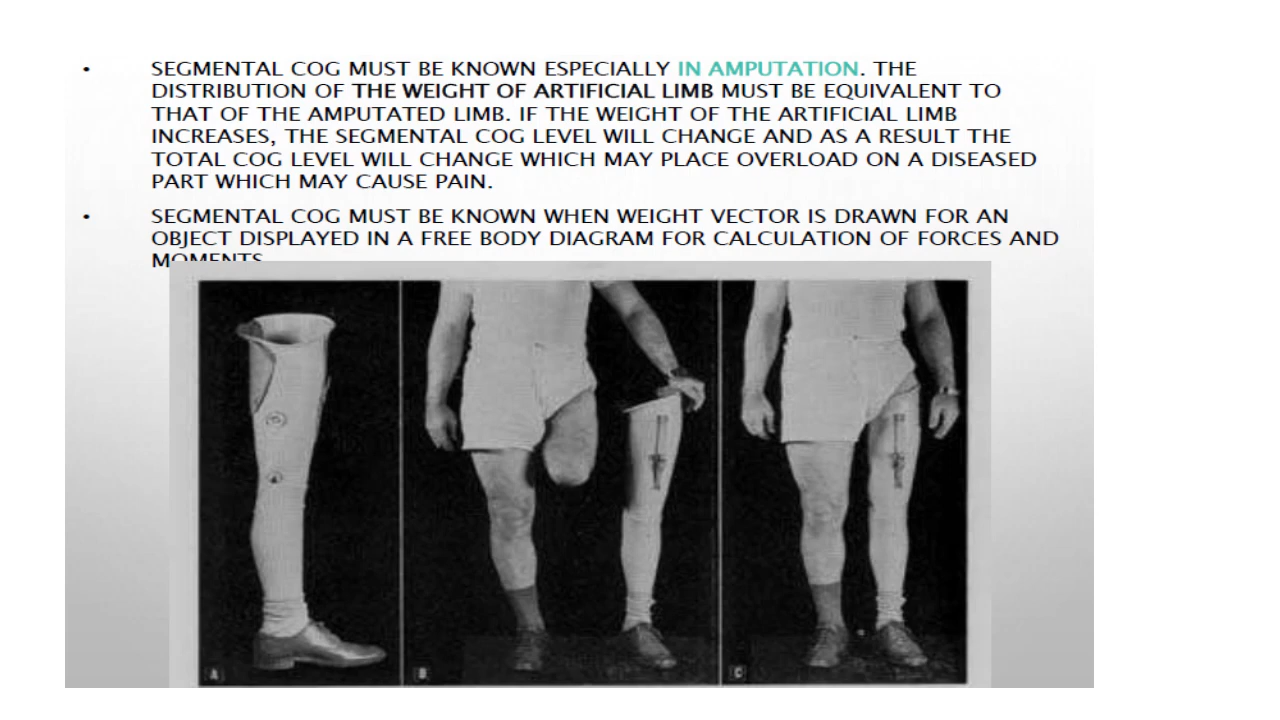 • SEGMENTAL COG MUST BE KNOWN ESPECIALLY IN AMPUTATION. THE
DISTRIBUTION OF THE WEIGHT OF ARTIFICIAL LIMB MUST BE EQUIVALENT TO
THAT OF THE AMPUTATED LIMB. IF THE WEIGHT OF THE ARTIFICIAL LIMB
INCREASES, THE SEGMENTAL COG LEVEL WILL CHANGE AND AS A RESULT THE
TOTAL COG LEVEL WILL CHANGE WHICH MAY PLACE OVERLOAD ON A DISEASED
PART WHICH MAY CAUSE PAIN.
• SEGMENTAL COG MUST BE KNOWN WHEN WEIGHT VECTOR IS DRAWN FOR AN
OBJECT DISPLAYED IN A FREE BODY DIAGRAM FOR CALCULATION OF FORCES AND
MOMENTS
A B C